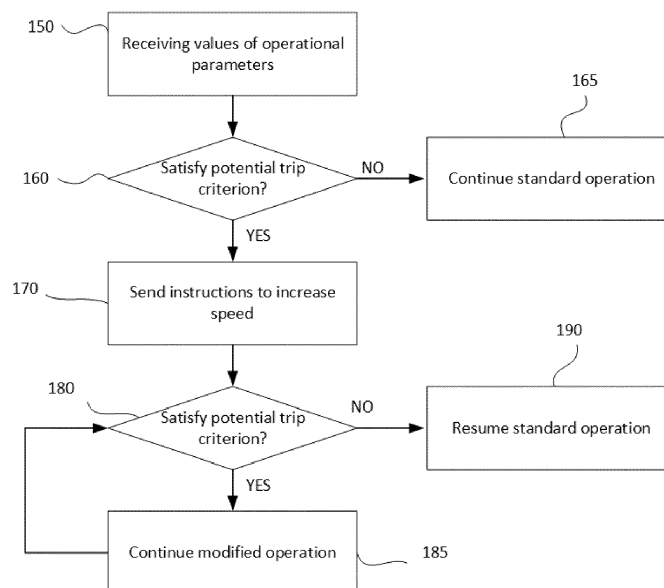 150
Receiving values of operational
parameters
165
160
Satisfy potential trip
criterion?
NO
Continue standard operation
YES
170
Send instructions to increase
speed
190
180
Satisfy potential trip
criterion?
NO
Resume standard operation
YES
Continue modified operation
185